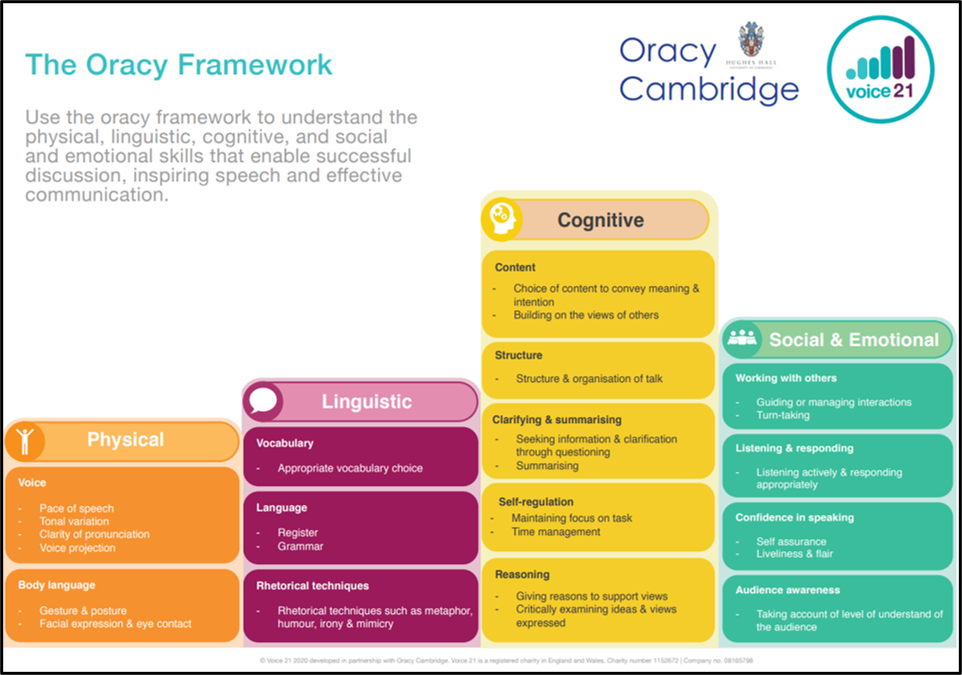 The Oracy Framework
Use the oracy framework to understand the
physical, linguistic, cognitive, and social
and emotional skills that enable successful
discussion, inspiring speech and effective
communication.
Oracy
HUGHES HALL
UNIVERSITY OF CAMBRIDGE
Cambridge
voice 21
Physical
Voice
- Pace of speech
- Tonal variation
- Clarity of pronunciation
- Voice projection
Body language
- Gesture & posture
- Facial expression & eye contact
Linguistic
Vocabulary
- Appropriate vocabulary choice
Language
- Register
- Grammar
Rhetorical techniques
- Rhetorical techniques such as metaphor,
humour, irony & mimicry
Cognitive
Content
- Choice of content to convey meaning &
intention
- Building on the views of others
Structure
- Structure & organisation of talk
Clarifying & summarising
- Seeking information & clarification
through questioning
- Summarising
Self-regulation
- Maintaining focus on task
- Time management
Reasoning
- Giving reasons to support views
- Critically examining ideas & views
expressed
Social & Emotional
Working with others
- Guiding or managing interactions
- Turn-taking
Listening & responding
- Listening actively & responding
appropriately
Confidence in speaking
- Self assurance
- Liveliness & flair
Audience awareness
- Taking account of level of understand of
the audience
© Voice 21 2020 developed in partnership with Oracy Cambridge. Voice 21 is a registered charity in England and Wales. Charity number 1152672 | Company no. 08165798